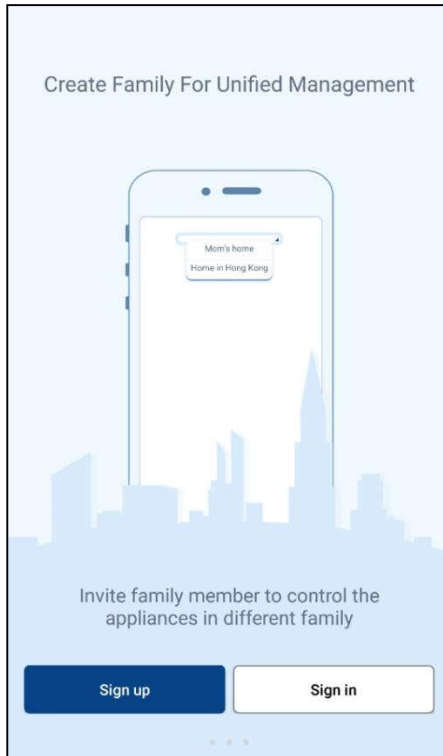 Create Family For Unified Management
Mom's home
Home in Hong Kong
Invite family member to control the
appliances in different family
Sign up
Sign in